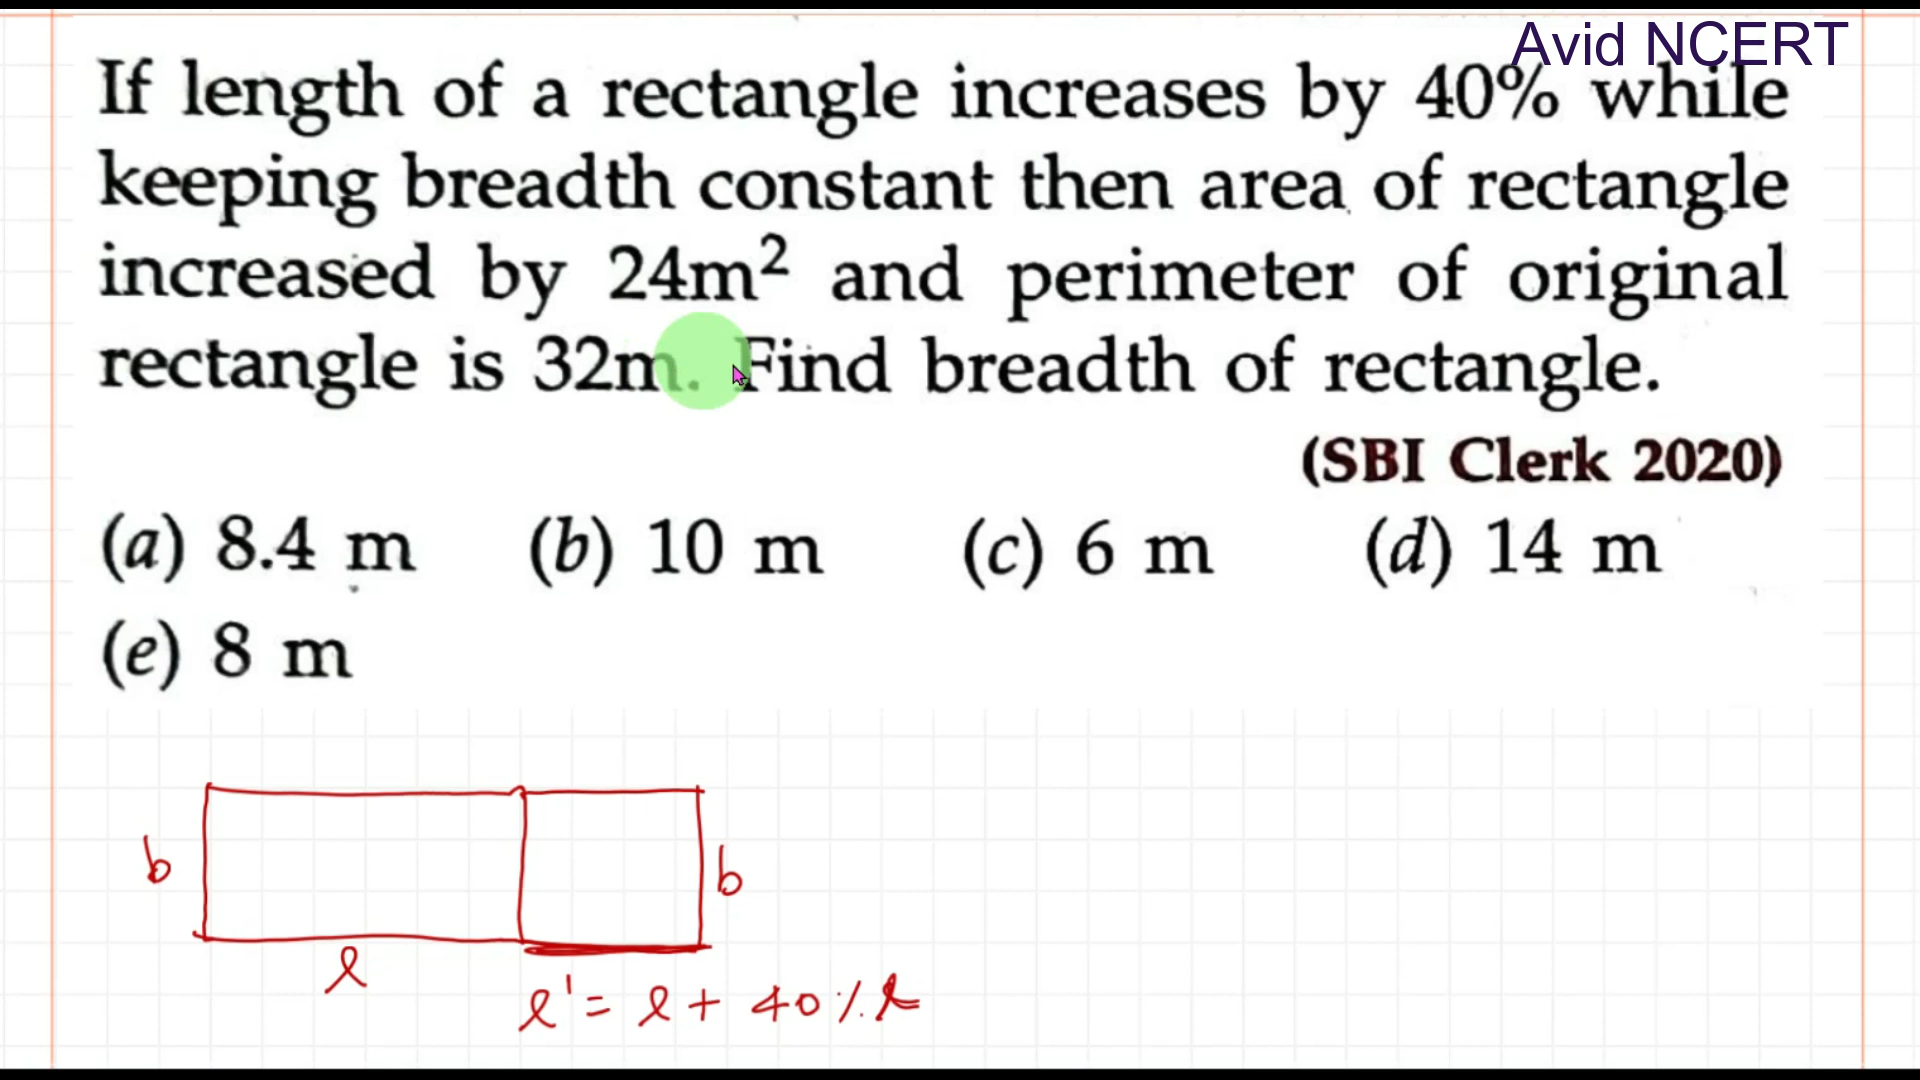 Avid NCERT
If length of a rectangle increases by 40% while
keeping breadth constant then area of rectangle
increased by 24m² and perimeter of original
rectangle is 32m. Find breadth of rectangle.
(SBI Clerk 2020)
(a) 8.4 m (b) 10 m (c) 6 m (d) 14 m
(e) 8 m
b b
l
l' = l + 40%l